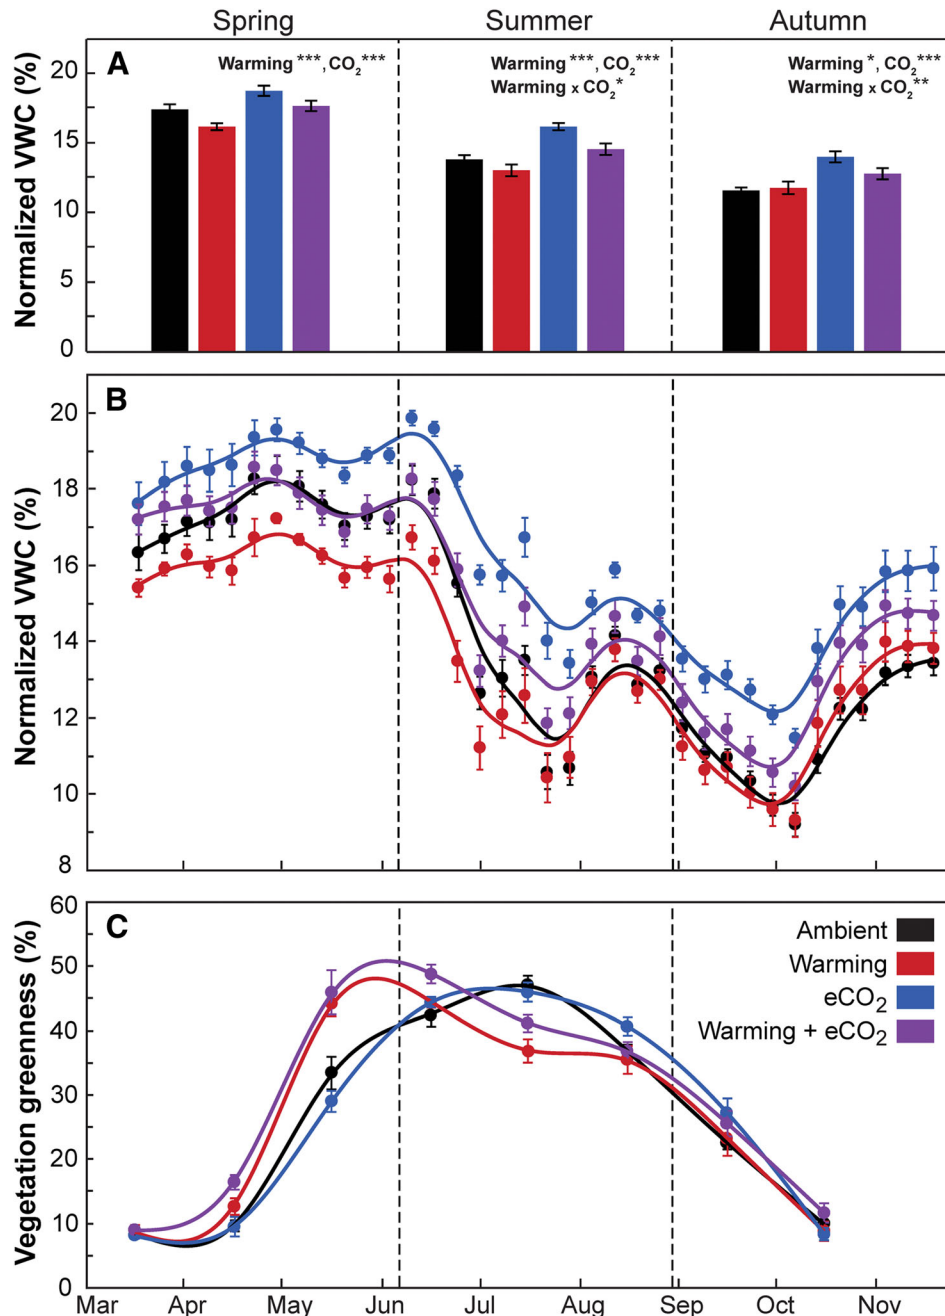 Spring Summer Autumn
A
Warming ***, CO₂***
Warming ***, CO₂***
Warming x CO₂*
Warming *, CO₂***
Warming x CO₂**
Normalized VWC (%)
20
15
10
5
0
B
Normalized VWC (%)
20
18
16
14
12
10
8
C
Vegetation greenness (%)
60
50
40
30
20
10
0
Ambient
Warming
eCO₂
Warming + eCO₂
Mar Apr May Jun Jul Aug Sep Oct Nov